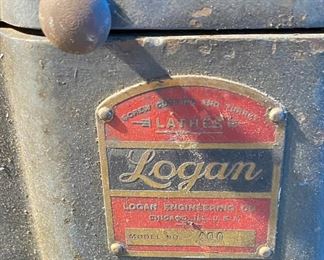 SCREW CUTTING AND TURRET
LATHES
Logan
LOGAN ENGINEERING CO.
CHICAGO, ILL. U.S.A.
MODEL NO.